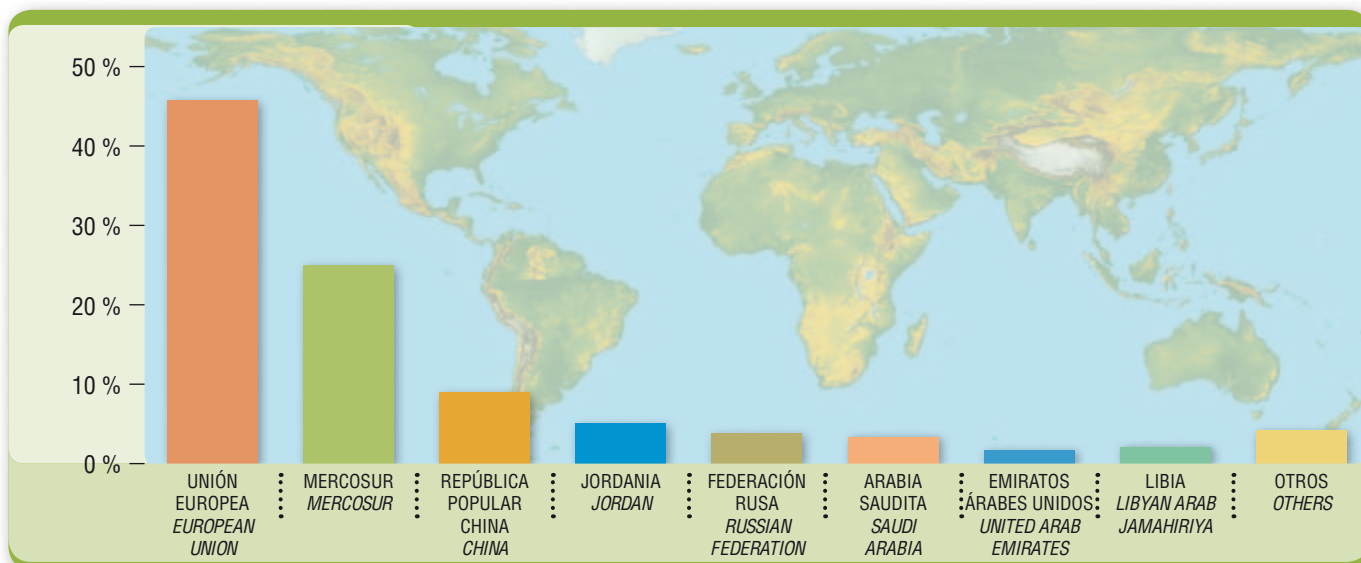 50 %
40 %
30 %
20 %
10 %
0 %
UNIÓN
EUROPEA
EUROPEAN
UNION
MERCOSUR
MERCOSUR
REPÚBLICA
POPULAR
CHINA
CHINA
JORDANIA
JORDAN
FEDERACIÓN
RUSA
RUSSIAN
FEDERATION
ARABIA
SAUDITA
SAUDI
ARABIA
EMIRATOS
ÁRABES UNIDOS
UNITED ARAB
EMIRATES
LIBIA
LIBYAN ARAB
JAMAHIRIYA
OTROS
OTHERS